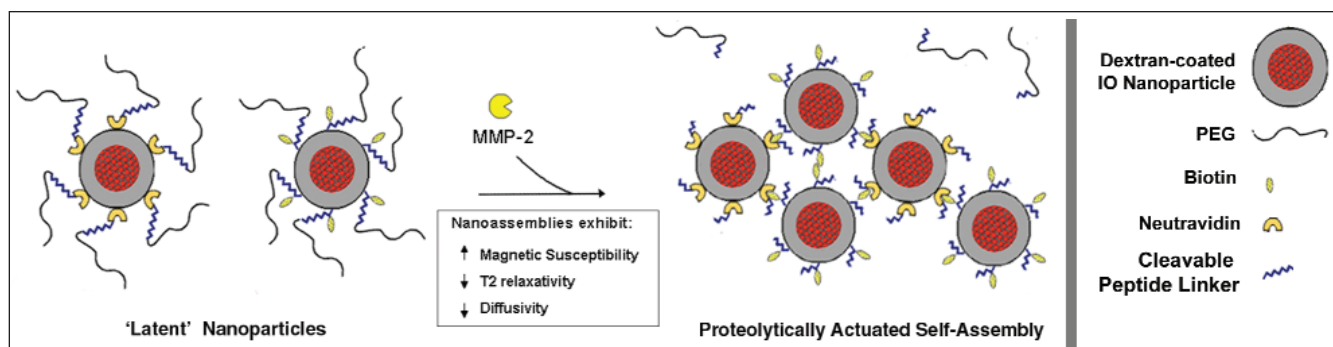 MMP-2
Nanoassemblies exhibit:
Magnetic Susceptibility
T2 relaxativity
Diffusivity
'Latent' Nanoparticles
Proteolytically Actuated Self-Assembly
Dextran-coated
IO Nanoparticle
PEG
Biotin
Neutravidin
Cleavable
Peptide Linker